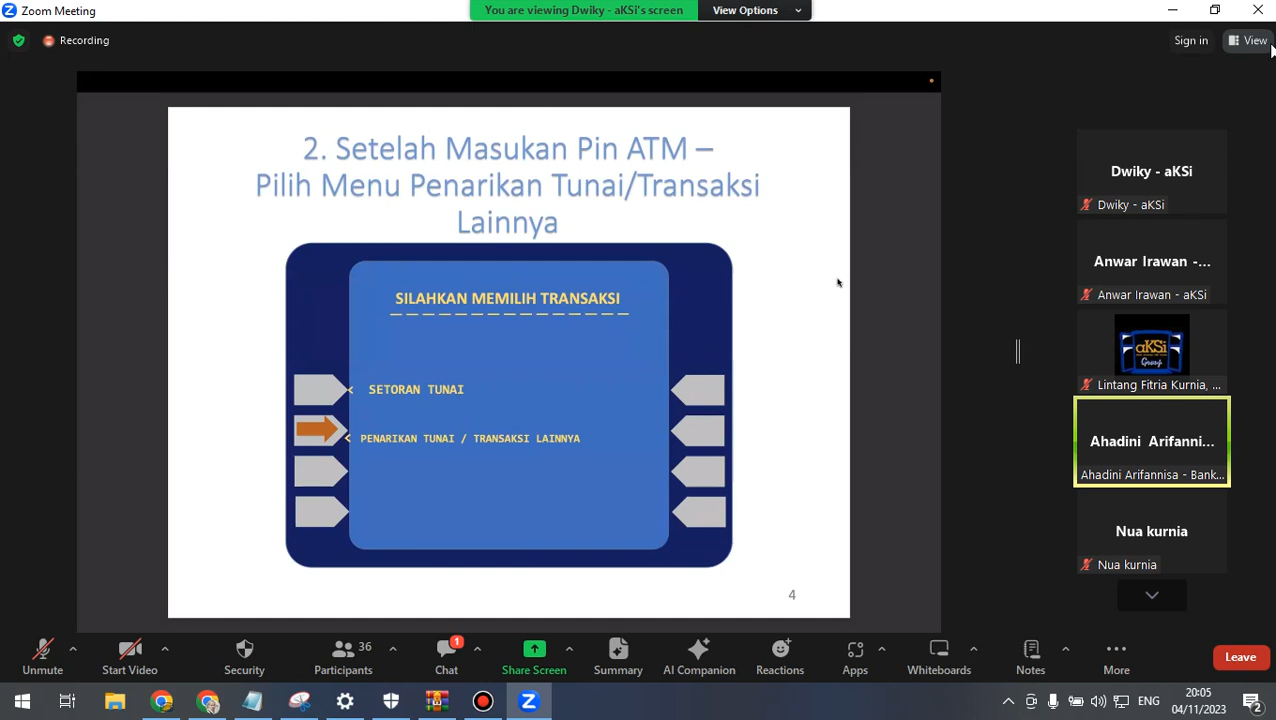 Zoom Meeting
You are viewing Dwiky - aKSi's screen
View Options
Recording
Sign in
View
2. Setelah Masukan Pin ATM –
Pilih Menu Penarikan Tunai/Transaksi
Lainnya
SILAHKAN MEMILIH TRANSAKSI
< SETORAN TUNAI
< PENARIKAN TUNAI / TRANSAKSI LAINNYA
4
Dwiky - aKSi
Dwiky - aKSi
Anwar Irawan -...
Anwar Irawan - aKSi
aKSi
Group
Lintang Fitria Kurnia, ...
Ahadini Arifanni...
Ahadini Arifannisa - Bank...
Nua kurnia
Nua kurnia
Unmute
Start Video
Security
36
Participants
1
Chat
Share Screen
Summary
AI Companion
Reactions
Apps
Whiteboards
Notes
More
Leave
ENG
20:05
04/11/2023
2